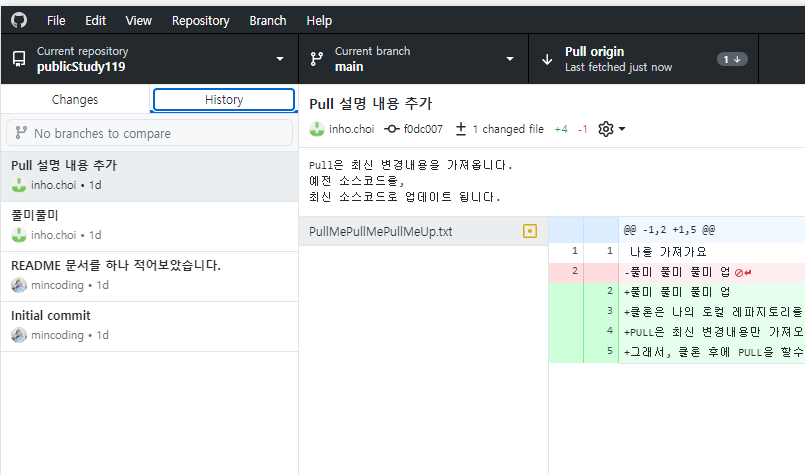 File Edit View Repository Branch Help
Current repository
publicStudy119
Current branch
main
Pull origin
Last fetched just now
1
Changes
History
No branches to compare
Pull 설명 내용 추가
inho.choi • 1d
풀미풀미
inho.choi • 1d
README 문서를 하나 적어보았습니다.
mincoding • 1d
Initial commit
mincoding • 1d
Pull 설명 내용 추가
inho.choi f0dc007 1 changed file +4 -1
Pull은 최신 변경내용을 가져옵니다.
예전 소스코드를,
최신 소스코드로 업데이트 됩니다.
PullMePullMePullMeUp.txt
@@ -1,2 +1,5 @@
1 1 나를 가져가요
2 -풀미 풀미 풀미 업
2 +풀미 풀미 풀미 업
3 +클론은 나의 로컬 레파지토리를
4 +PULL은 최신 변경내용만 가져오
5 +그래서, 클론 후에 PULL을 할수